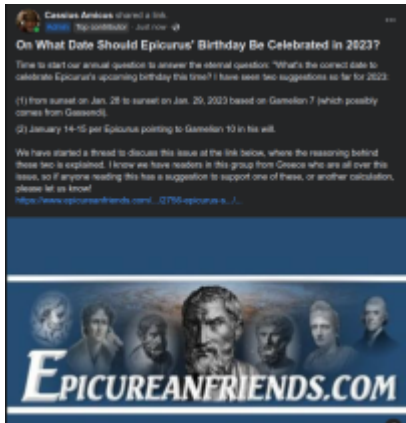 Cassius Amicus shared a link.
Admin Top contributor Just now
On What Date Should Epicurus' Birthday Be Celebrated in 2023?
Time to start our annual question to answer the eternal question: "What's the correct date to
celebrate Epicurus's upcoming birthday this time? I have seen two suggestions so far for 2023:
(1) from sunset on Jan. 28 to sunset on Jan. 29, 2023 based on Gamelion 7 (which possibly
comes from Gassendi).
(2) January 14-15 per Epicurus pointing to Gamelion 10 in his will.
We have started a thread to discuss this issue at the link below, where the reasoning behind
these two is explained. I know we have readers in this group from Greece who are all over this
issue, so if anyone reading this has a suggestion to support one of these, or another calculation,
please let us know!
https://www.epicureanfriends.com/.../2766-epicurus-s.../...
EPICUREANFRIENDS.COM